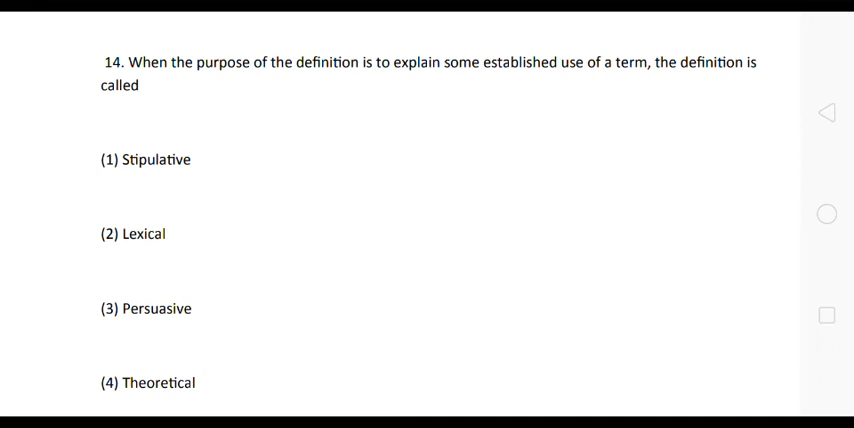 14. When the purpose of the definition is to explain some established use of a term, the definition is
called
(1) Stipulative
(2) Lexical
(3) Persuasive
(4) Theoretical